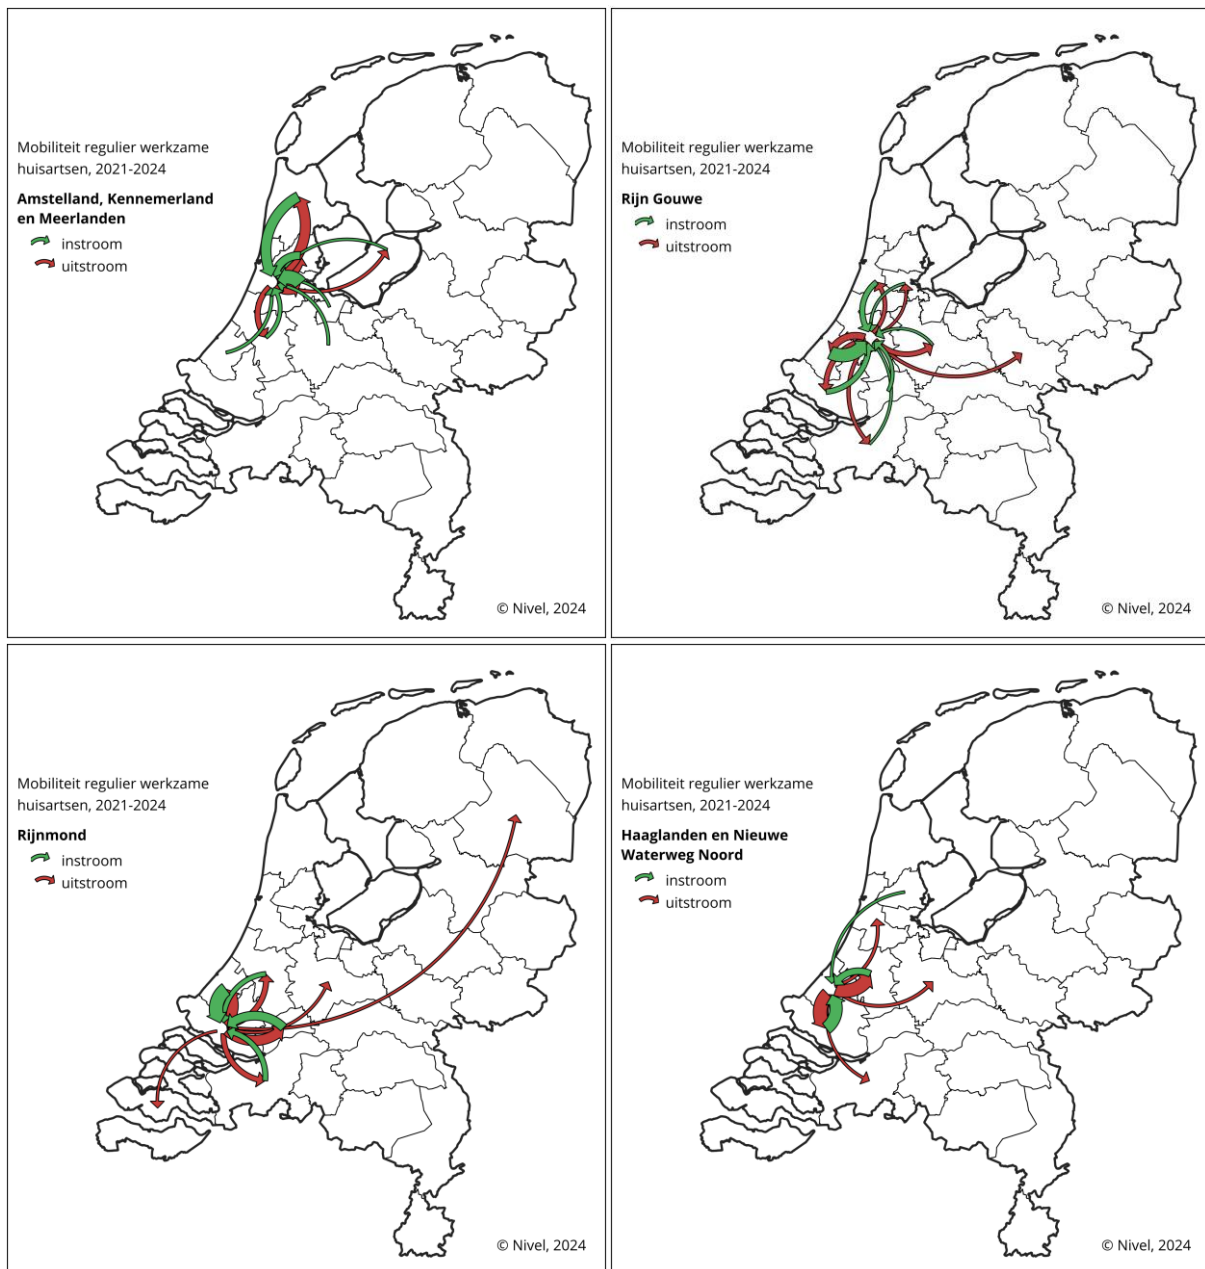 Mobiliteit regulier werkzame
huisartsen, 2021-2024
Amstelland, Kennemerland
en Meerlanden
instroom
uitstroom
© Nivel, 2024
Mobiliteit regulier werkzame
huisartsen, 2021-2024
Rijn Gouwe
instroom
uitstroom
© Nivel, 2024
Mobiliteit regulier werkzame
huisartsen, 2021-2024
Rijnmond
instroom
uitstroom
© Nivel, 2024
Mobiliteit regulier werkzame
huisartsen, 2021-2024
Haaglanden en Nieuwe
Waterweg Noord
instroom
uitstroom
© Nivel, 2024